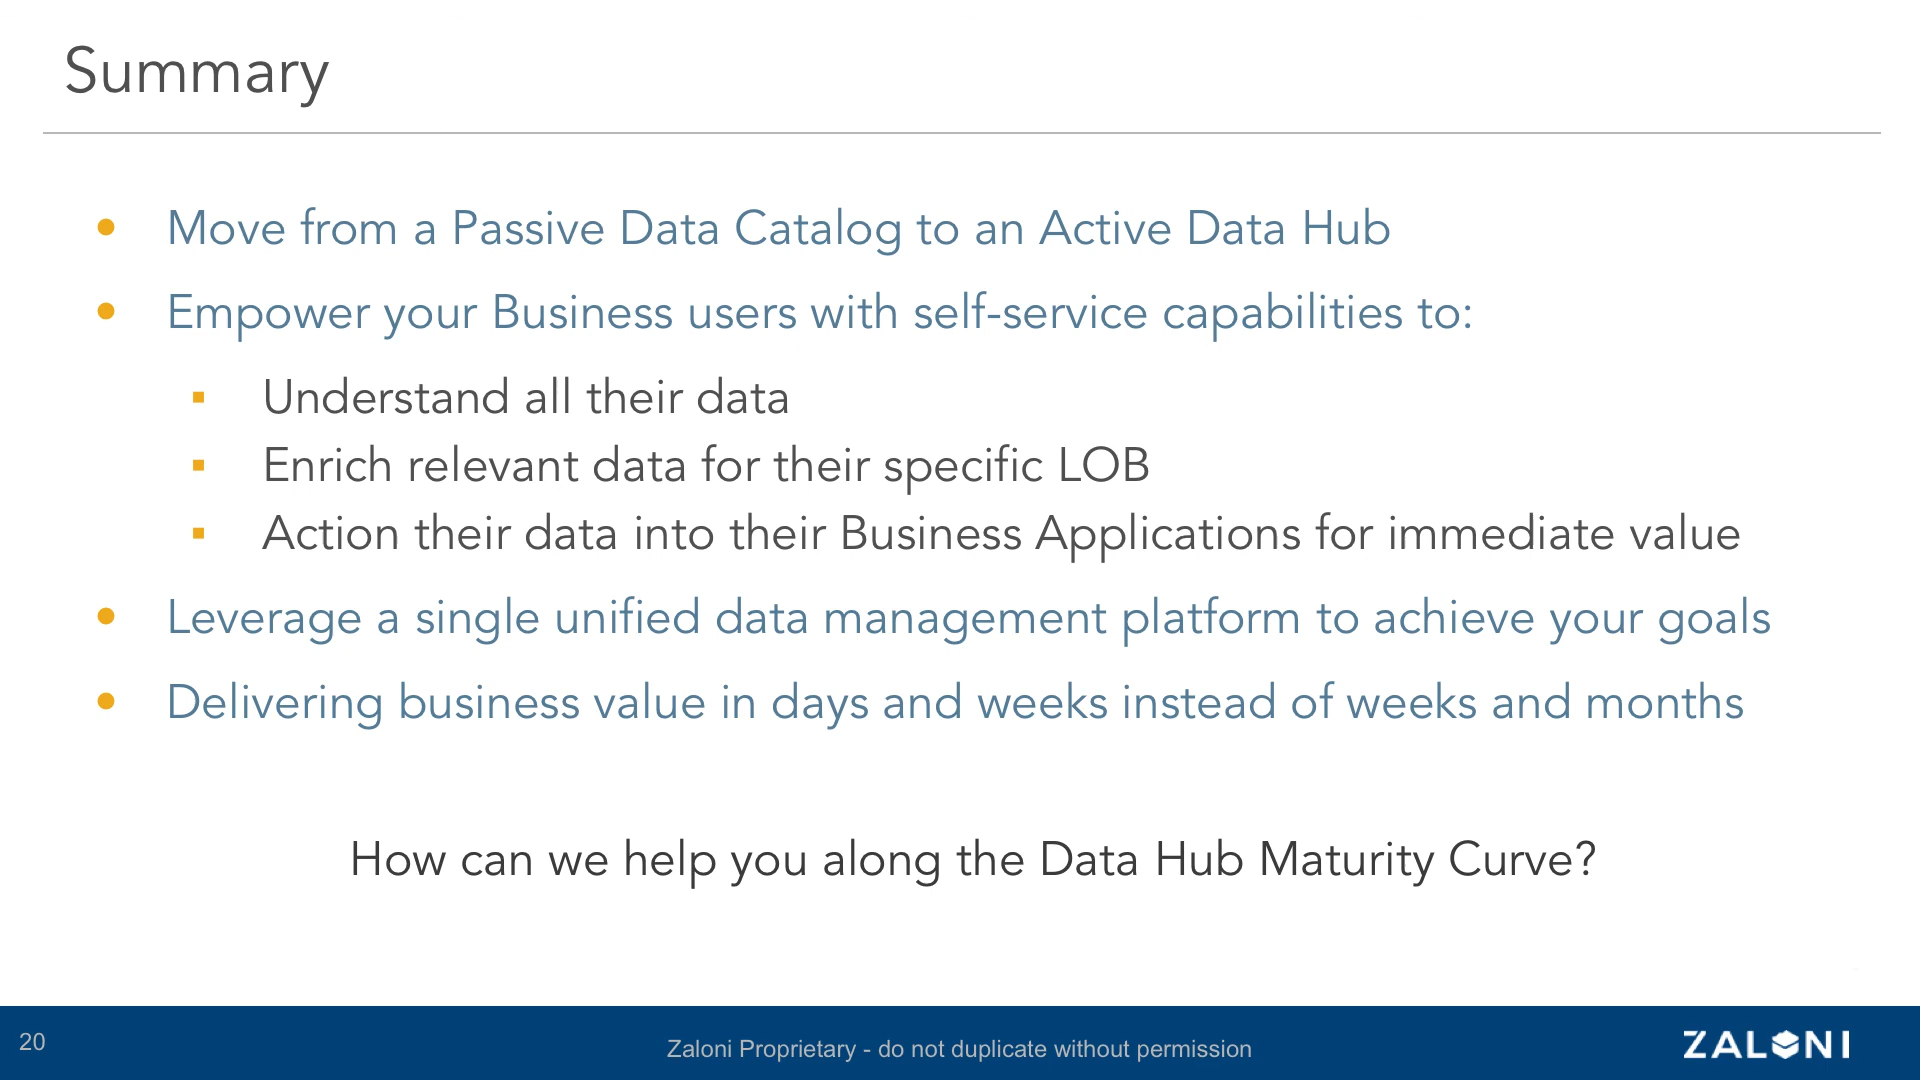 Summary
• Move from a Passive Data Catalog to an Active Data Hub
• Empower your Business users with self-service capabilities to:
▪ Understand all their data
▪ Enrich relevant data for their specific LOB
▪ Action their data into their Business Applications for immediate value
• Leverage a single unified data management platform to achieve your goals
• Delivering business value in days and weeks instead of weeks and months
How can we help you along the Data Hub Maturity Curve?
20
Zaloni Proprietary - do not duplicate without permission
ZALONI